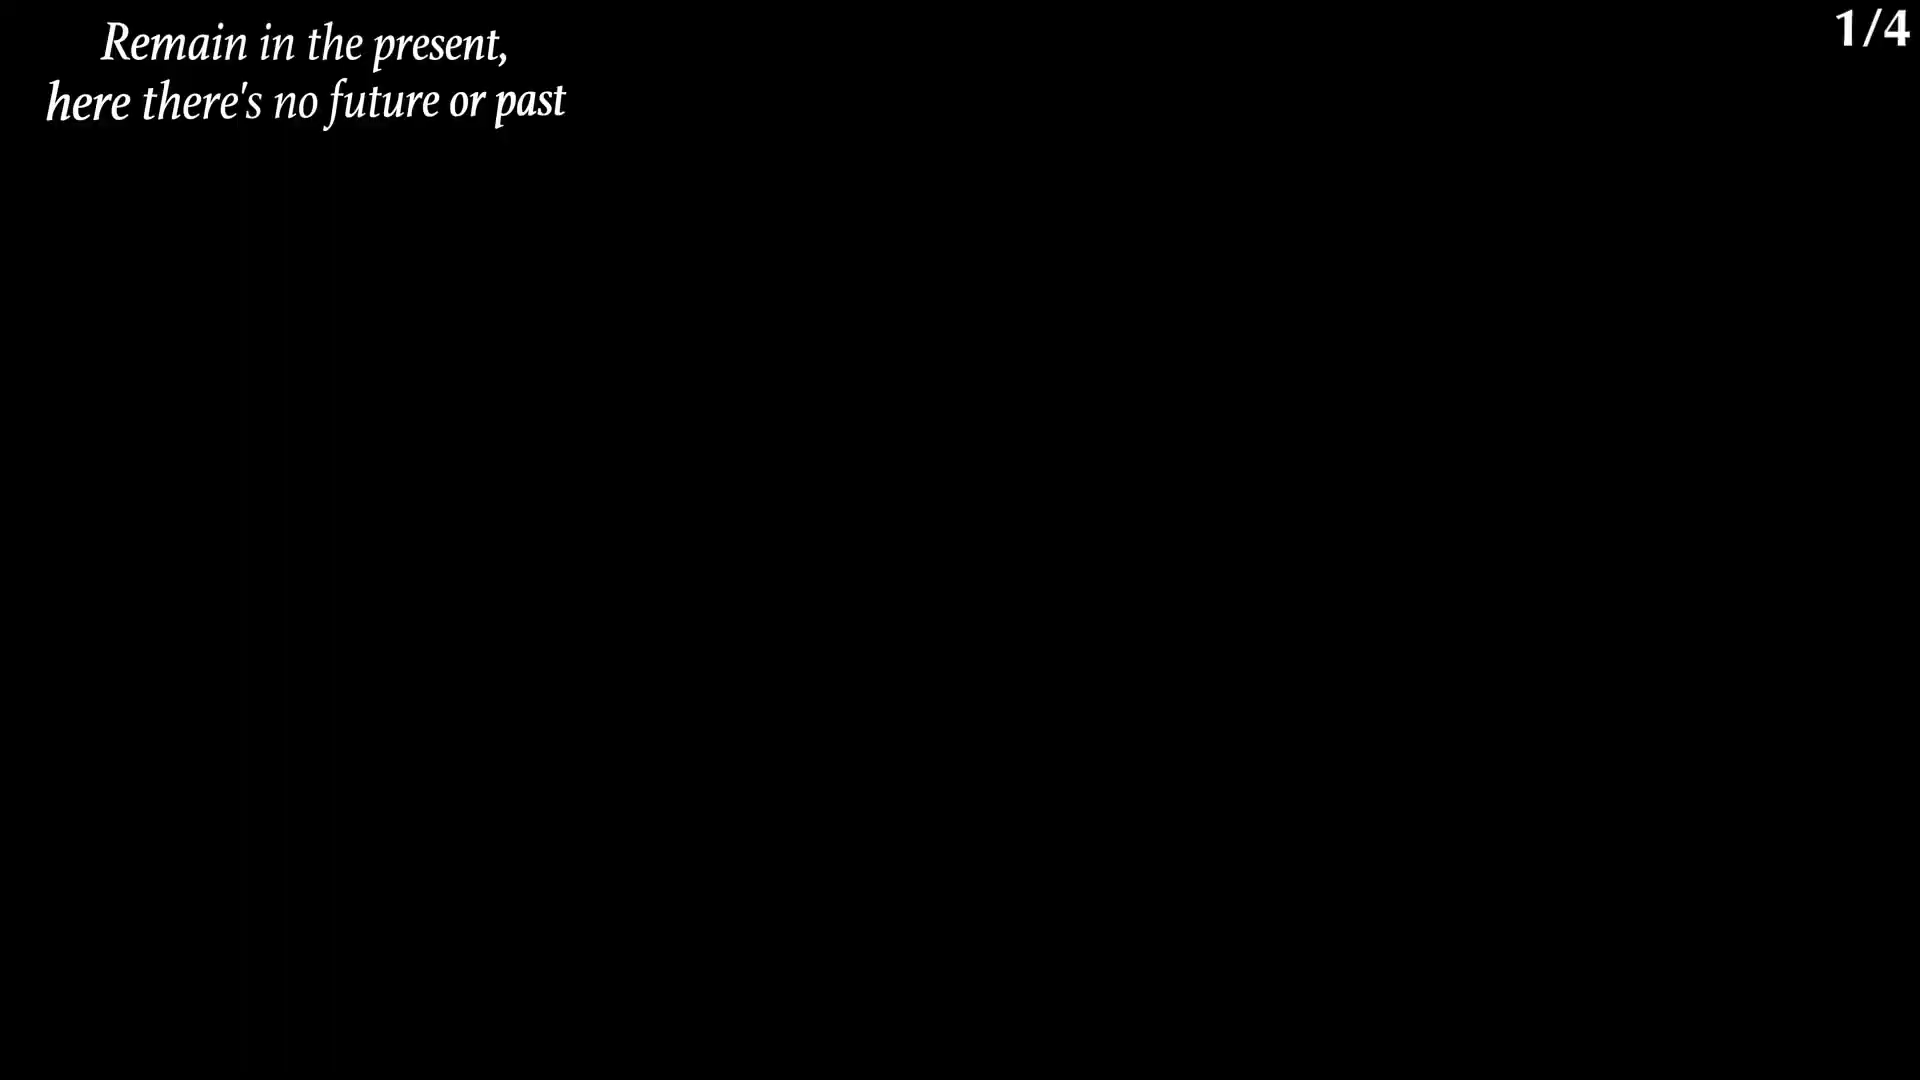 Remain in the present,
here there's no future or past
1/4